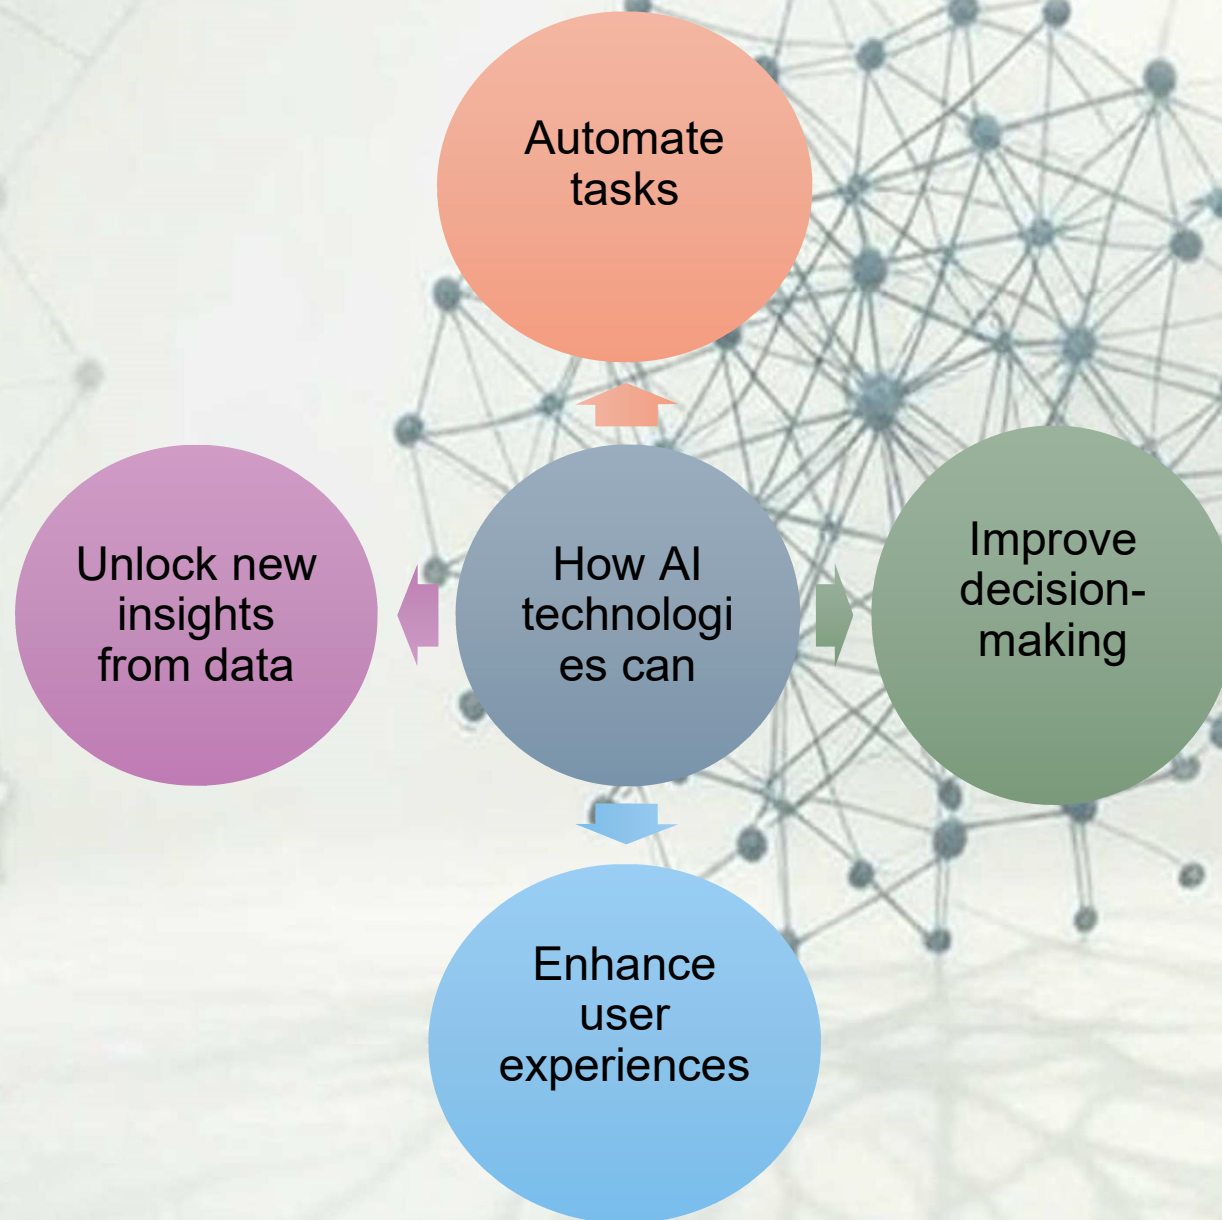 Automate
tasks
Unlock new
insights
from data
How AI
technologi
es can
Improve
decision-
making
Enhance
user
experiences